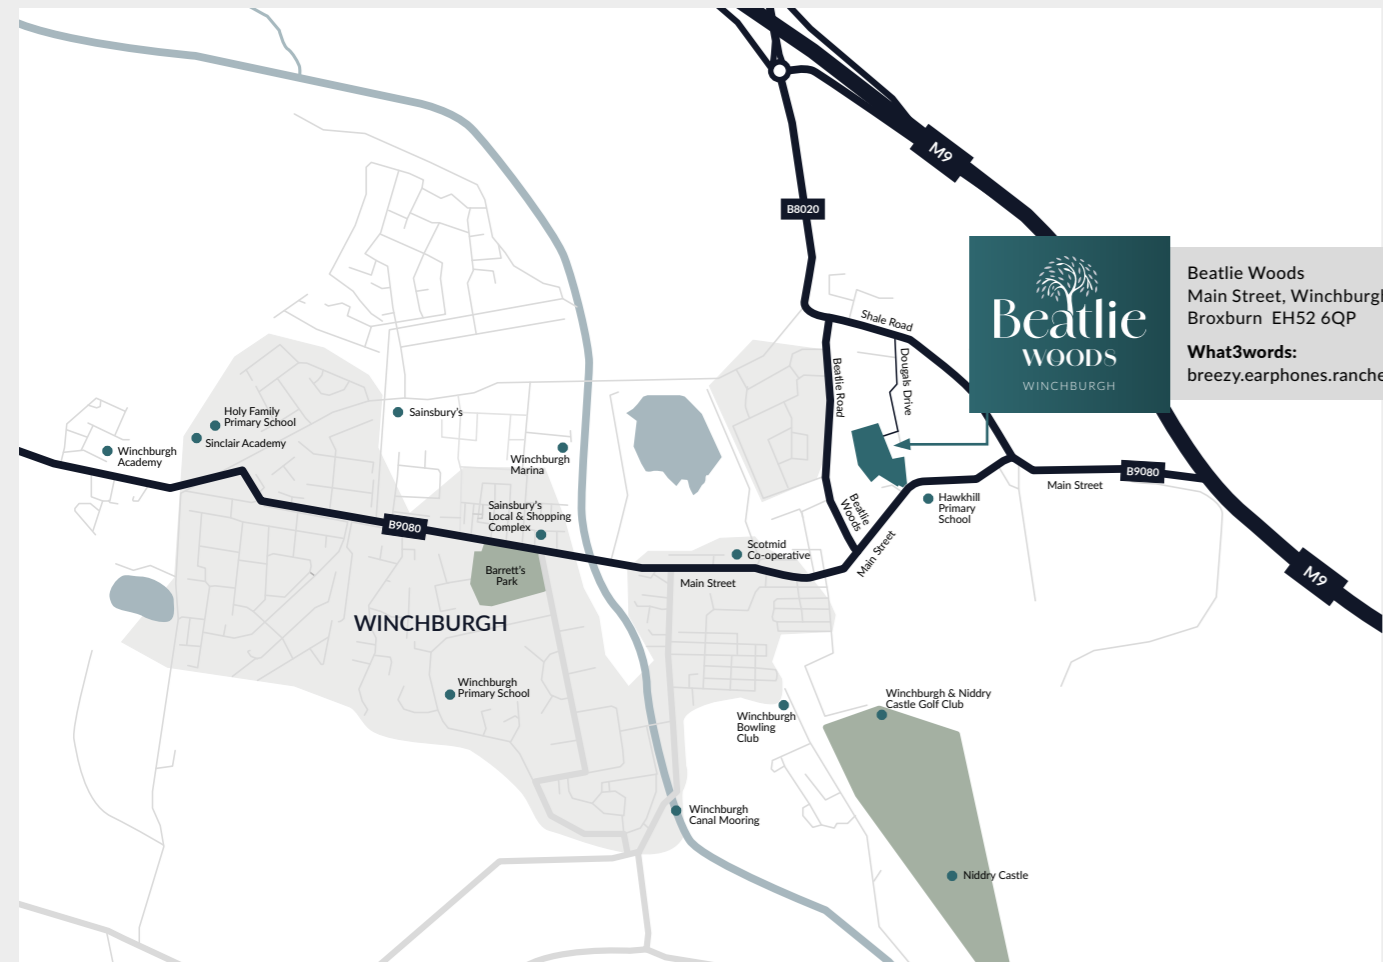 M9
B8020
Beatlie
WOODS
WINCHBURGH
Beatlie Woods
Main Street, Winchburgh
Broxburn EH52 6QP
What3words:
breezy.earphones.ranche
Shale Road
Beatlie Road
Dougals Drive
Holy Family
Primary School
Sinclair Academy
Sainsbury's
Winchburgh
Academy
Winchburgh
Marina
B9080
Main Street
Hawkhill
Primary
School
Beatlie
Woods
Main Street
Sainsbury's
Local & Shopping
Complex
B9080
Scotmid
Co-operative
Main Street
Barrett's
Park
M9
WINCHBURGH
Winchburgh
Primary School
Winchburgh & Niddry
Castle Golf Club
Winchburgh
Bowling
Club
Winchburgh
Canal Mooring
Niddry Castle